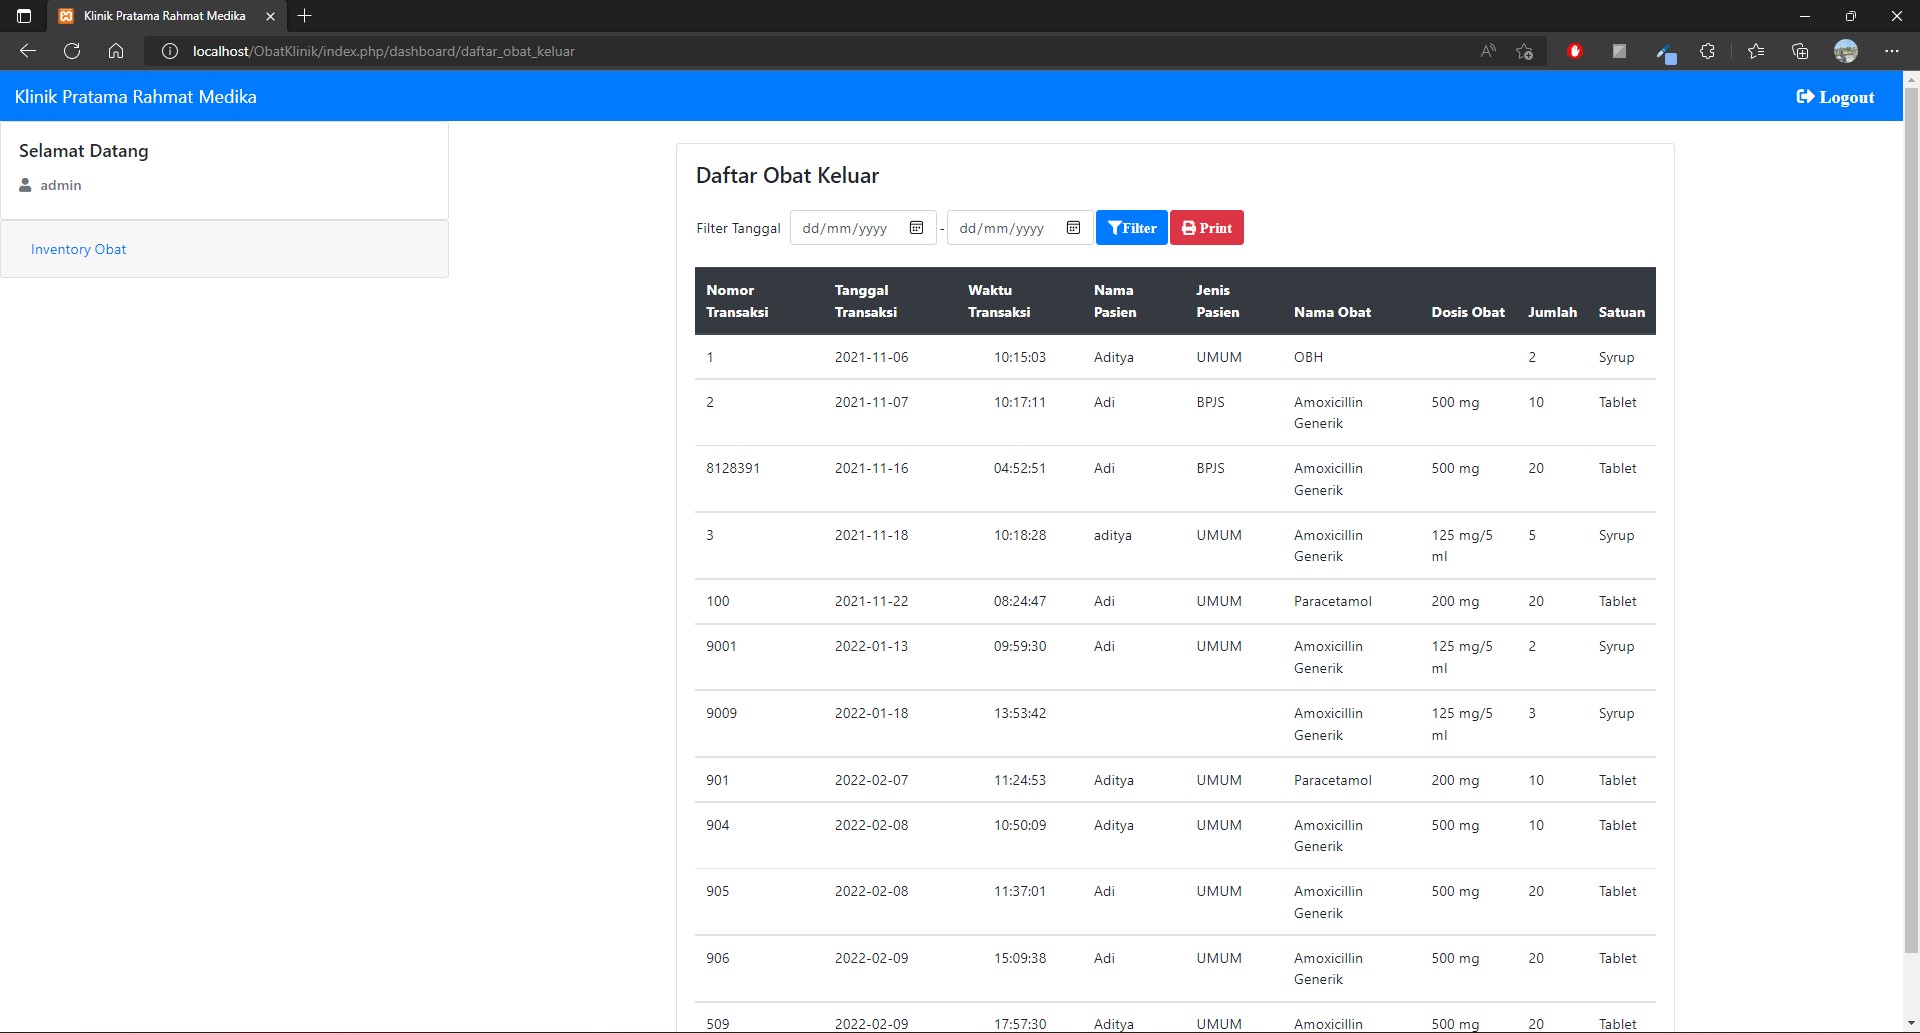 Klinik Pratama Rahmat Medika
localhost/ObatKlinik/index.php/dashboard/daftar_obat_keluar
Klinik Pratama Rahmat Medika Logout
Selamat Datang
admin
Inventory Obat
Daftar Obat Keluar
Filter Tanggal dd/mm/yyyy - dd/mm/yyyy Filter Print
Nomor Transaksi Tanggal Transaksi Waktu Transaksi Nama Pasien Jenis Pasien Nama Obat Dosis Obat Jumlah Satuan
1 2021-11-06 10:15:03 Aditya UMUM OBH 2 Syrup
2 2021-11-07 10:17:11 Adi BPJS Amoxicillin Generik 500 mg 10 Tablet
8128391 2021-11-16 04:52:51 Adi BPJS Amoxicillin Generik 500 mg 20 Tablet
3 2021-11-18 10:18:28 aditya UMUM Amoxicillin Generik 125 mg/5 ml 5 Syrup
100 2021-11-22 08:24:47 Adi UMUM Paracetamol 200 mg 20 Tablet
9001 2022-01-13 09:59:30 Adi UMUM Amoxicillin Generik 125 mg/5 ml 2 Syrup
9009 2022-01-18 13:53:42 Amoxicillin Generik 125 mg/5 ml 3 Syrup
901 2022-02-07 11:24:53 Aditya UMUM Paracetamol 200 mg 10 Tablet
904 2022-02-08 10:50:09 Aditya UMUM Amoxicillin Generik 500 mg 10 Tablet
905 2022-02-08 11:37:01 Adi UMUM Amoxicillin Generik 500 mg 20 Tablet
906 2022-02-09 15:09:38 Adi UMUM Amoxicillin Generik 500 mg 20 Tablet
509 2022-02-09 17:57:30 Aditya UMUM Amoxicillin 500 mg 20 Tablet